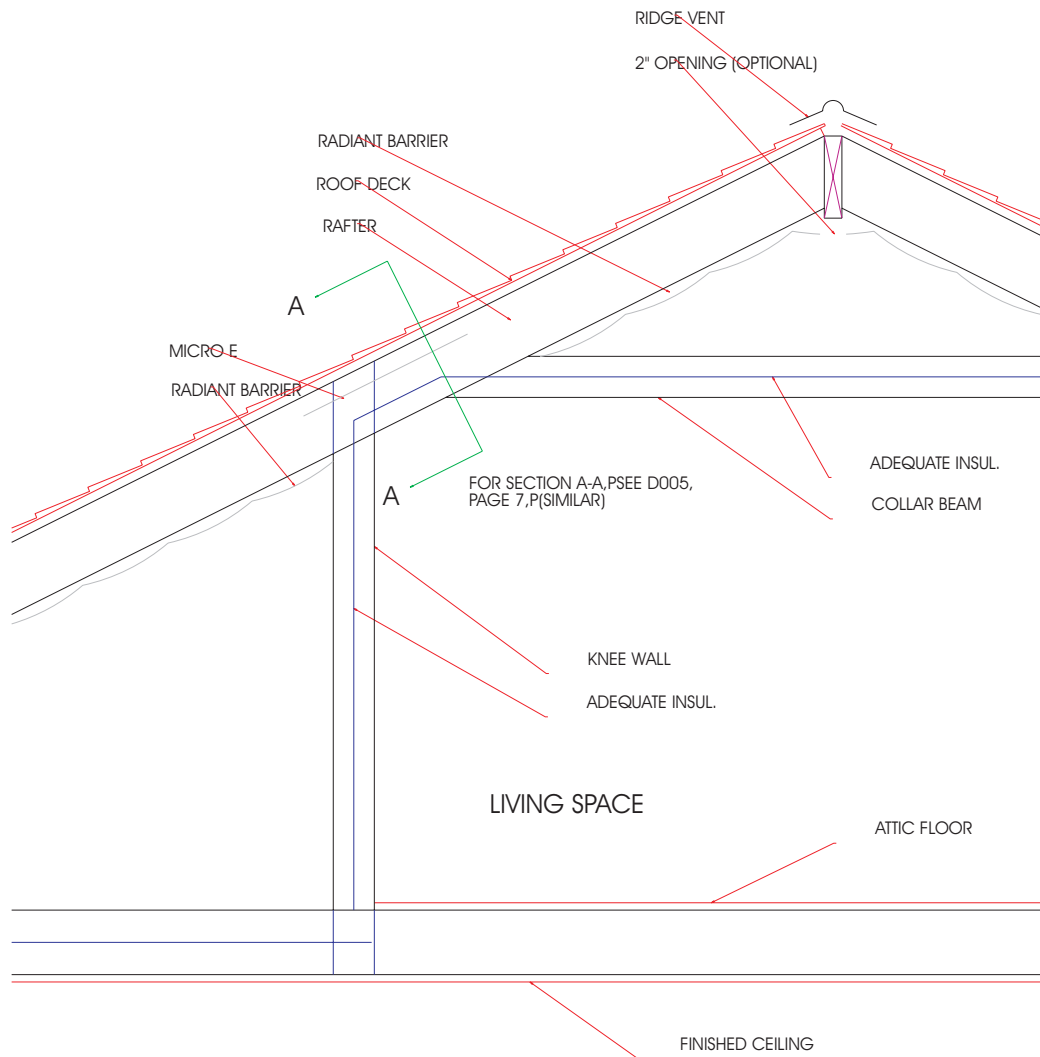 RIDGE VENT
2" OPENING (OPTIONAL)
RADIANT BARRIER
ROOF DECK
RAFTER
A
MICRO E
RADIANT BARRIER
A
FOR SECTION A-A,PSEE D005,
PAGE 7,P(SIMILAR)
ADEQUATE INSUL.
COLLAR BEAM
KNEE WALL
ADEQUATE INSUL.
LIVING SPACE
ATTIC FLOOR
FINISHED CEILING